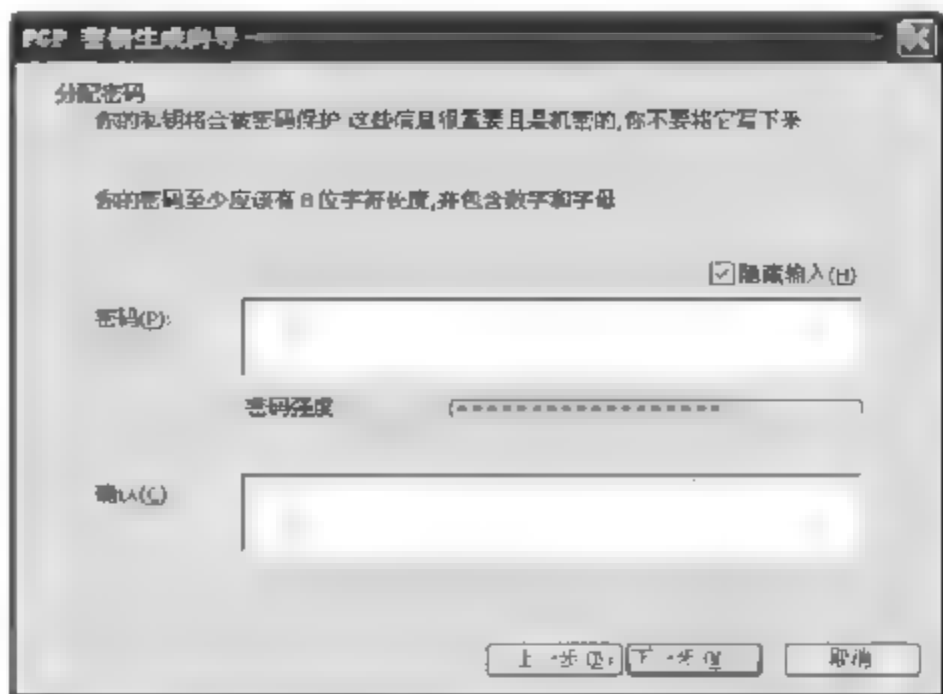 PGP 密钥生成向导
分配密码
你的私钥将会被密码保护 这些信息很重要且是机密的,你不要将它写下来
你的密码至少应该有 8 位字符长度,并包含数字和字母
隐藏输入(H)
密码(P):
密码强度
确认(C)
上一步(B)
下一步(N)
取消